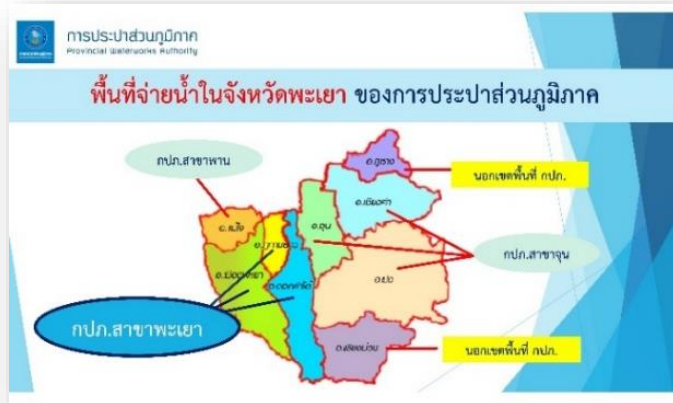 การประปาส่วนภูมิภาค
Provincial Waterworks Authority
พื้นที่จ่ายน้ำในจังหวัดพะเยา ของการประปาส่วนภูมิภาค
กปภ.สาขาพาน
อ.ภูซาง
นอกเขตพื้นที่ กปภ.
อ.เชียงคำ
อ.แม่ใจ
อ.จุน
กปภ.สาขาจุน
อ.เมืองพะเยา
อ.ดอกคำใต้
อ.ปง
กปภ.สาขาพะเยา
อ.เชียงม่วน
นอกเขตพื้นที่ กปภ.